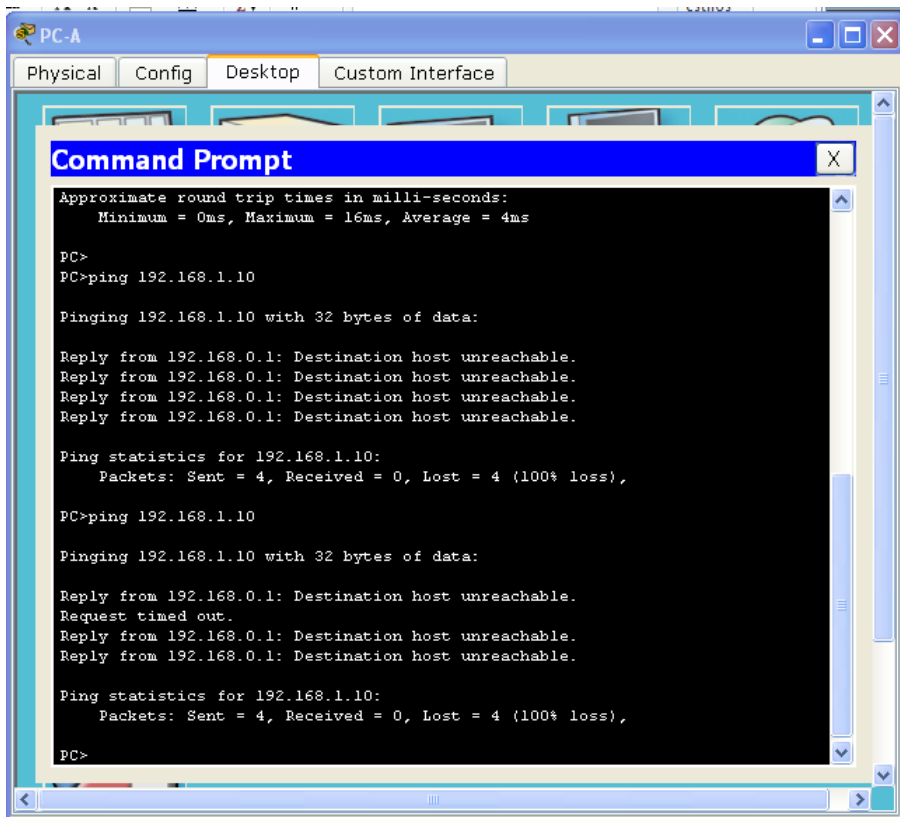 PC-A
Physical Config Desktop Custom Interface
Command Prompt
X
Approximate round trip times in milli-seconds:
Minimum = 0ms, Maximum = 16ms, Average = 4ms
PC>
PC>ping 192.168.1.10
Pinging 192.168.1.10 with 32 bytes of data:
Reply from 192.168.0.1: Destination host unreachable.
Reply from 192.168.0.1: Destination host unreachable.
Reply from 192.168.0.1: Destination host unreachable.
Reply from 192.168.0.1: Destination host unreachable.
Ping statistics for 192.168.1.10:
Packets: Sent = 4, Received = 0, Lost = 4 (100% loss),
PC>ping 192.168.1.10
Pinging 192.168.1.10 with 32 bytes of data:
Reply from 192.168.0.1: Destination host unreachable.
Request timed out.
Reply from 192.168.0.1: Destination host unreachable.
Reply from 192.168.0.1: Destination host unreachable.
Ping statistics for 192.168.1.10:
Packets: Sent = 4, Received = 0, Lost = 4 (100% loss),
PC>